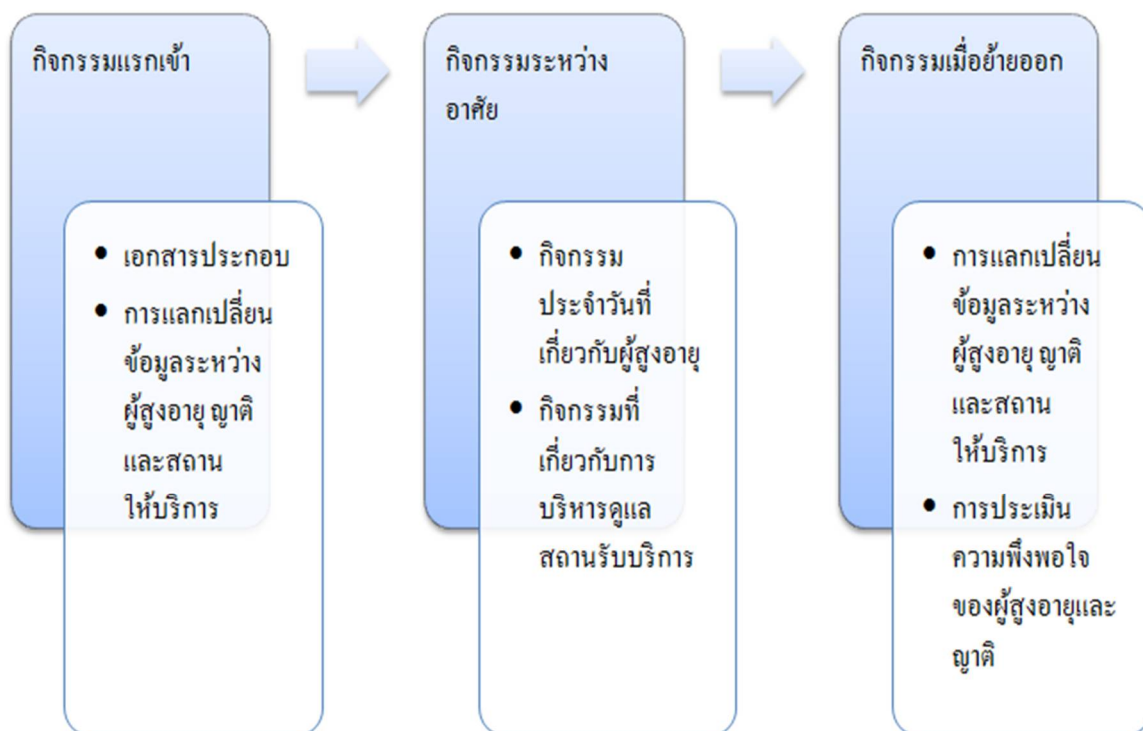 กิจกรรมแรกเข้า
• เอกสารประกอบ
• การแลกเปลี่ยน
ข้อมูลระหว่าง
ผู้สูงอายุ ญาติ
และสถาน
ให้บริการ
กิจกรรมระหว่าง
อาศัย
• กิจกรรม
ประจำวันที่
เกี่ยวกับผู้สูงอายุ
• กิจกรรมที่
เกี่ยวกับการ
บริหารดูแล
สถานรับบริการ
กิจกรรมเมื่อย้ายออก
• การแลกเปลี่ยน
ข้อมูลระหว่าง
ผู้สูงอายุ ญาติ
และสถาน
ให้บริการ
• การประเมิน
ความพึงพอใจ
ของผู้สูงอายุและ
ญาติ